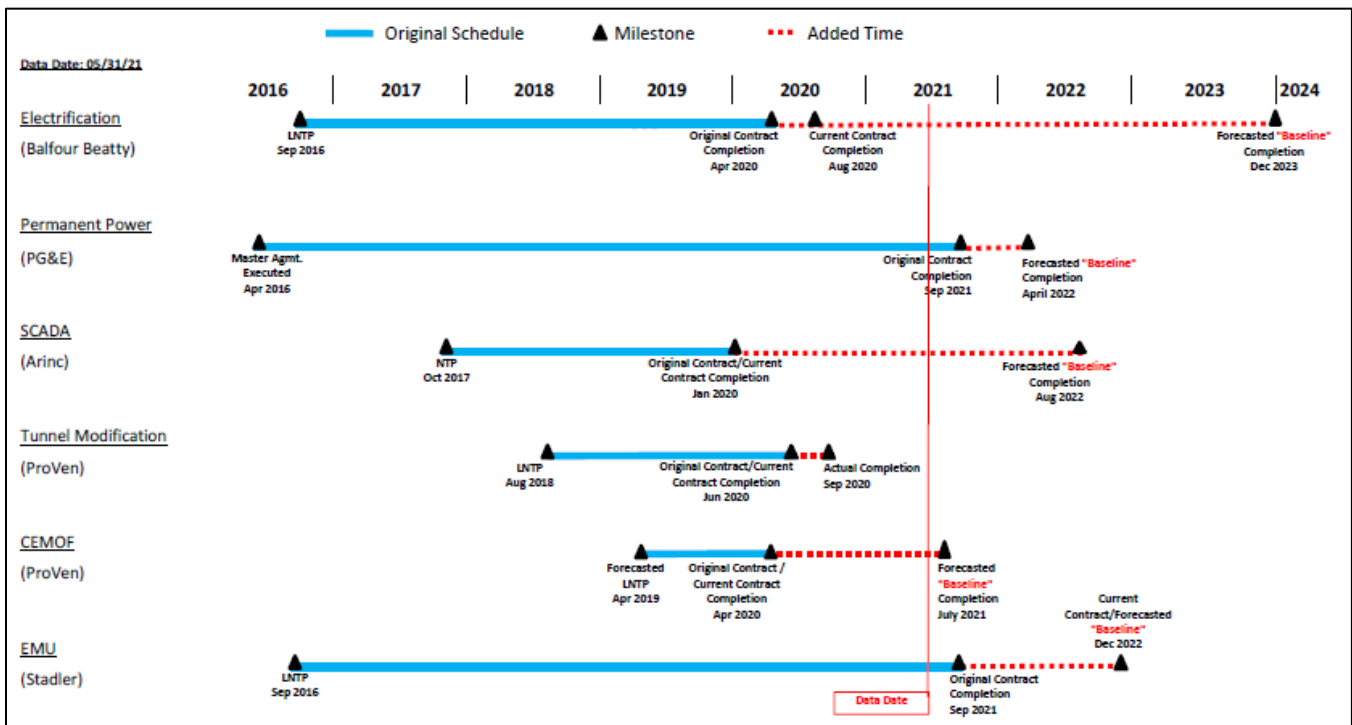 Original Schedule Milestone Added Time
Data Date: 05/31/21
2016 2017 2018 2019 2020 2021 2022 2023 2024
Electrification
(Balfour Beatty)
LNTP
Sep 2016
Original Contract
Completion
Apr 2020
Current Contract
Completion
Aug 2020
Forecasted "Baseline"
Completion
Dec 2023
Permanent Power
(PG&E)
Master Agmt.
Executed
Apr 2016
Original Contract
Completion
Sep 2021
Forecasted "Baseline"
Completion
April 2022
SCADA
(Arinc)
NTP
Oct 2017
Original Contract/Current
Contract Completion
Jan 2020
Forecasted "Baseline"
Completion
Aug 2022
Tunnel Modification
(ProVen)
LNTP
Aug 2018
Original Contract/Current
Contract Completion
Jun 2020
Actual Completion
Sep 2020
CEMOF
(ProVen)
Forecasted
LNTP
Apr 2019
Original Contract /
Current Contract
Completion
Apr 2020
Forecasted
"Baseline"
Completion
July 2021
EMU
(Stadler)
LNTP
Sep 2016
Original Contract
Completion
Sep 2021
Current
Contract/Forecasted
"Baseline"
Dec 2022
Data Date